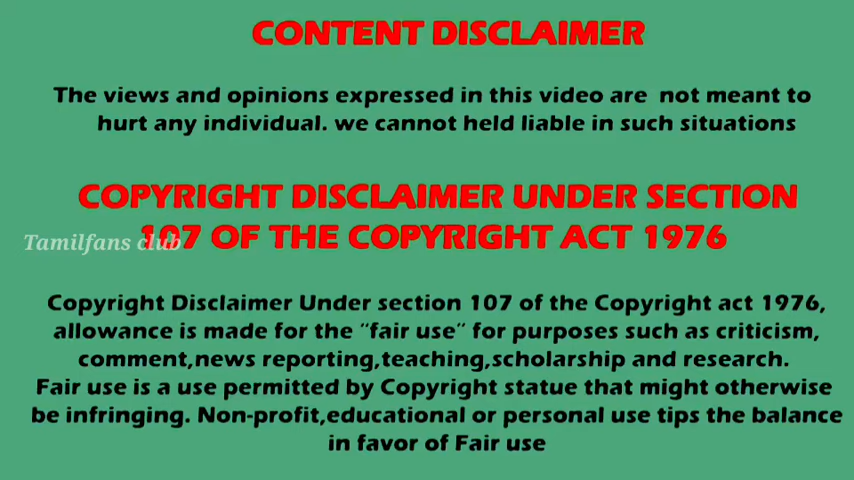 CONTENT DISCLAIMER
The views and opinions expressed in this video are not meant to
hurt any individual. we cannot held liable in such situations
COPYRIGHT DISCLAIMER UNDER SECTION
107 OF THE COPYRIGHT ACT 1976
Tamilfans club
Copyright Disclaimer Under section 107 of the Copyright act 1976,
allowance is made for the "fair use" for purposes such as criticism,
comment,news reporting,teaching,scholarship and research.
Fair use is a use permitted by Copyright statue that might otherwise
be infringing. Non-profit,educational or personal use tips the balance
in favor of Fair use